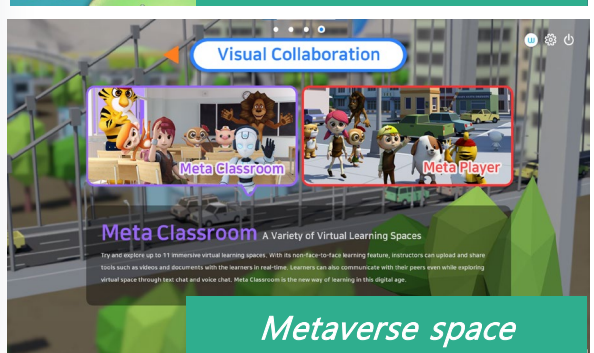 Visual Collaboration
Meta Classroom
Meta Player
Meta Classroom A Variety of Virtual Learning Spaces
Try and explore up to 11 immersive virtual learning spaces. With its non-face-to-face learning feature, instructors can upload and share
tools such as videos and documents with the learners in real-time. Learners can also communicate with their peers even while exploring
virtual space through text chat and voice chat. Meta Classroom is the new way of learning in this digital age.
Metaverse space